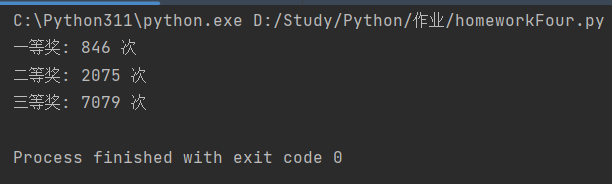 C:\Python311\python.exe D:/Study/Python/作业/homeworkFour.py
一等奖: 846 次
二等奖: 2075 次
三等奖: 7079 次
Process finished with exit code 0